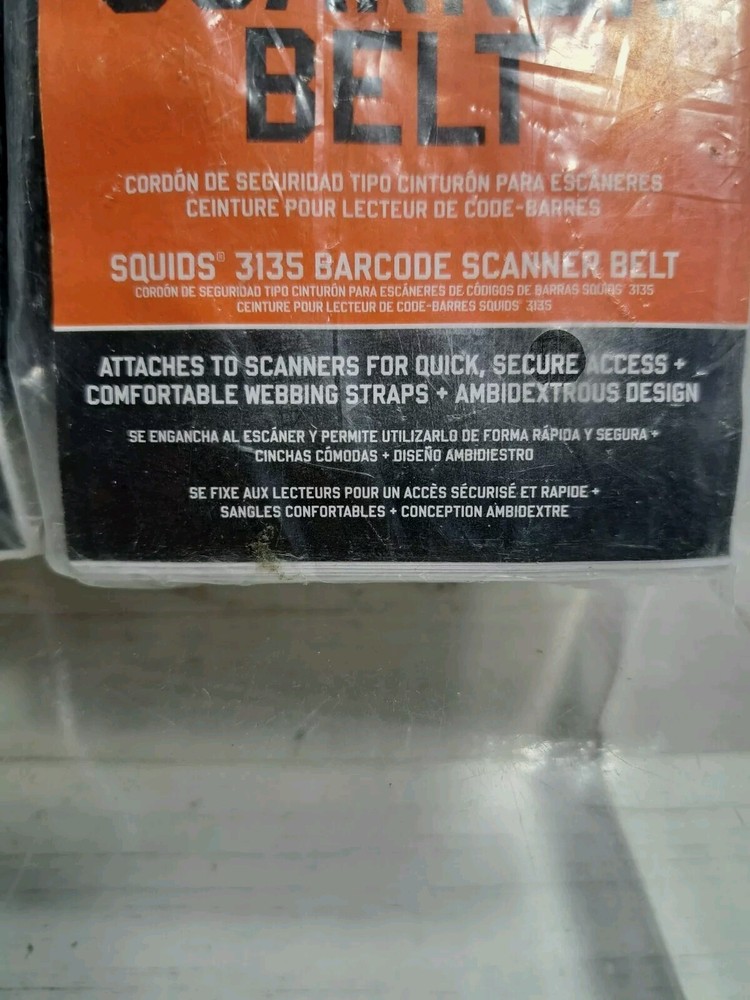 SCANNER
BELT
CORDÓN DE SEGURIDAD TIPO CINTURÓN PARA ESCÁNERES
CEINTURE POUR LECTEUR DE CODE-BARRES
SQUIDS® 3135 BARCODE SCANNER BELT
CORDÓN DE SEGURIDAD TIPO CINTURÓN PARA ESCÁNERES DE CÓDIGOS DE BARRAS SQUIDS® 3135
CEINTURE POUR LECTEUR DE CODE-BARRES SQUIDS® 3135
ATTACHES TO SCANNERS FOR QUICK, SECURE ACCESS +
COMFORTABLE WEBBING STRAPS + AMBIDEXTROUS DESIGN
SE ENGANCHA AL ESCÁNER Y PERMITE UTILIZARLO DE FORMA RÁPIDA Y SEGURA +
CINCHAS CÓMODAS + DISEÑO AMBIDIESTRO
SE FIXE AUX LECTEURS POUR UN ACCÈS SÉCURISÉ ET RAPIDE +
SANGLES CONFORTABLES + CONCEPTION AMBIDEXTRE